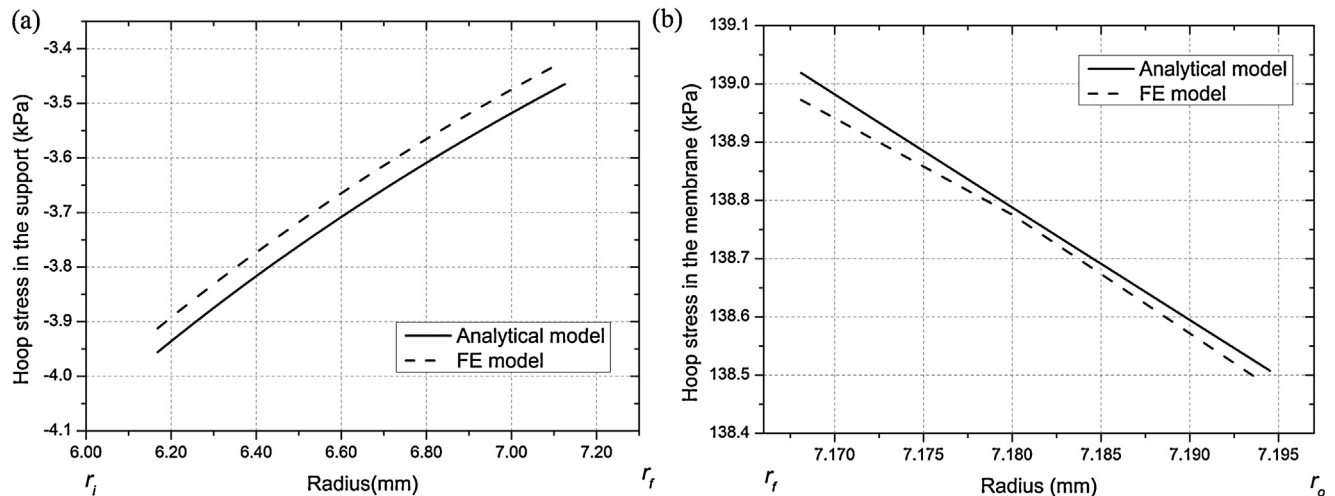 (a)
Hoop stress in the support (kPa)
-3.4
-3.5
-3.6
-3.7
-3.8
-3.9
-4.0
-4.1
Analytical model
FE model
6.00 6.20 6.40 6.60 6.80 7.00 7.20
r_i Radius(mm) r_f
(b)
Hoop stress in the membrane (kPa)
139.1
139.0
138.9
138.8
138.7
138.6
138.5
138.4
Analytical model
FE model
7.170 7.175 7.180 7.185 7.190 7.195
r_f Radius (mm) r_o